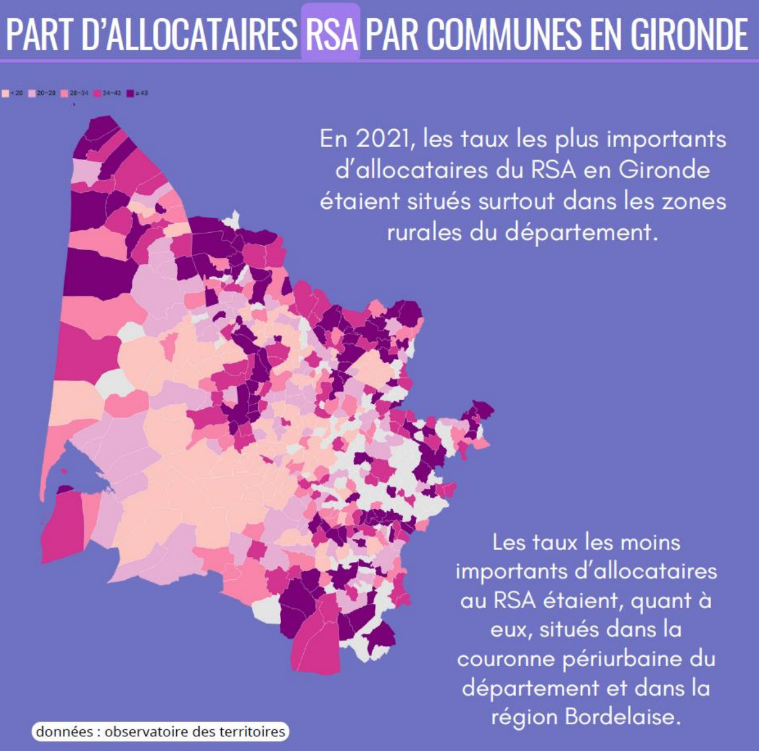 PART D'ALLOCATAIRES RSA PAR COMMUNES EN GIRONDE
< 20 20-28 28-34 34-43 ≥ 43
En 2021, les taux les plus importants
d'allocataires du RSA en Gironde
étaient situés surtout dans les zones
rurales du département.
Les taux les moins
importants d'allocataires
au RSA étaient, quant à
eux, situés dans la
couronne périurbaine du
département et dans la
région Bordelaise.
données : observatoire des territoires